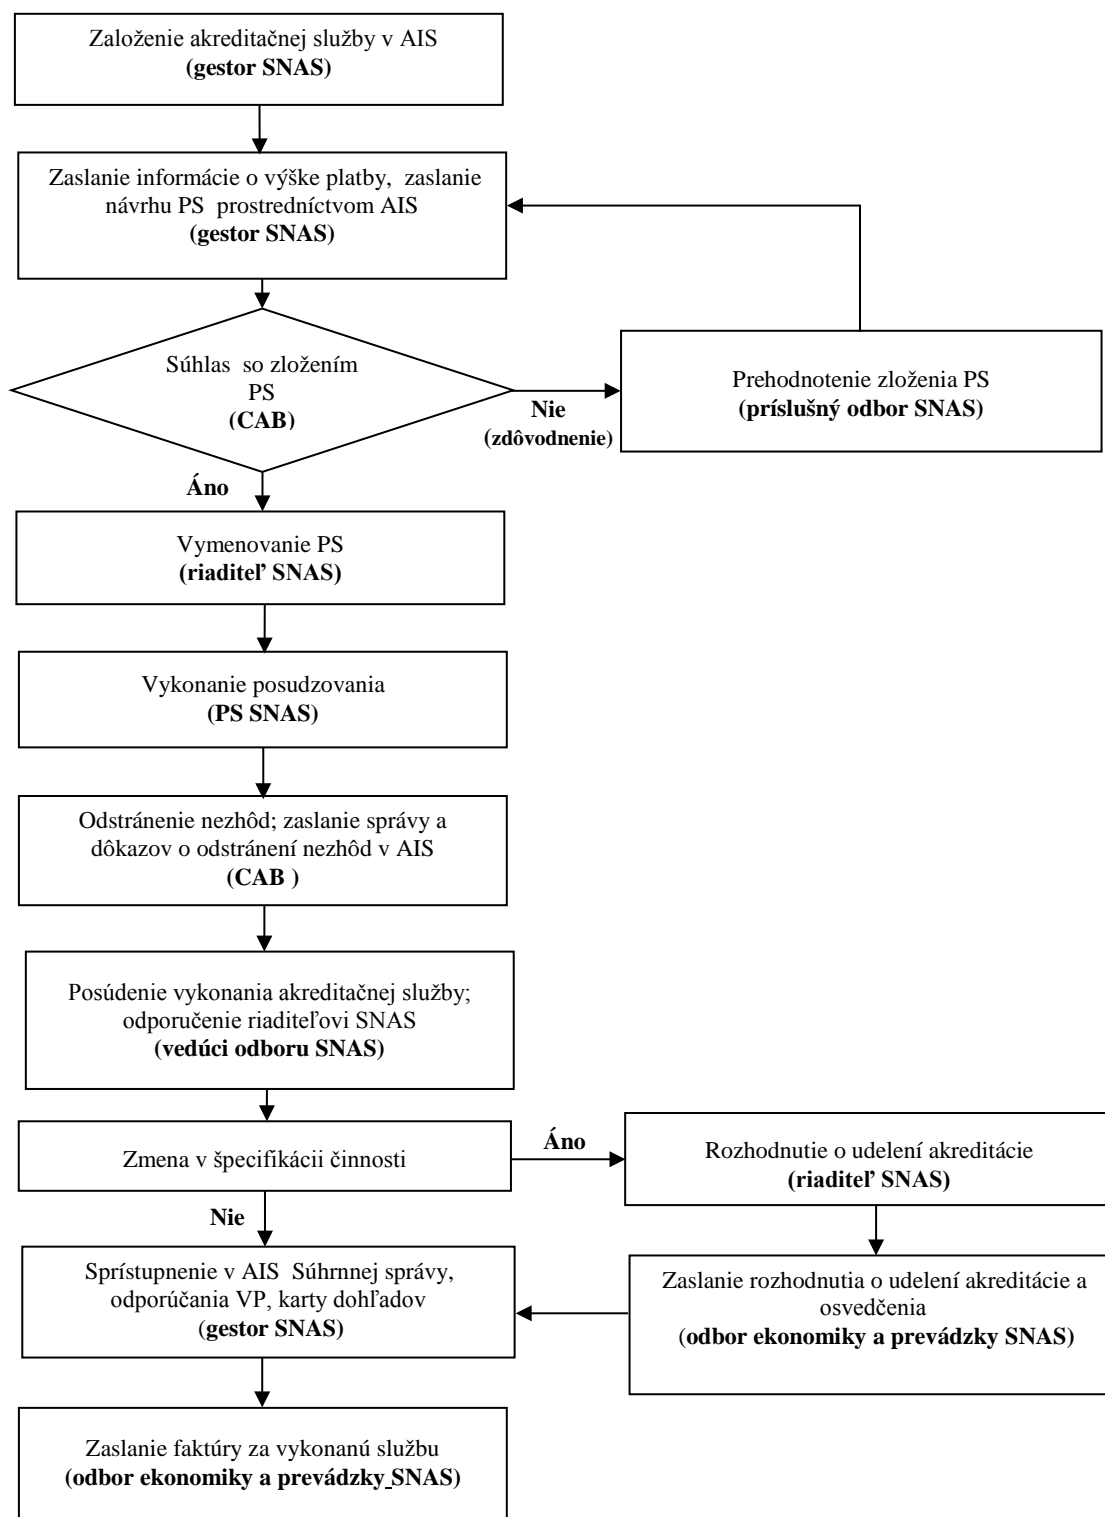 Založenie akreditačnej služby v AIS
(gestor SNAS)
Zaslanie informácie o výške platby, zaslanie
návrhu PS prostredníctvom AIS
(gestor SNAS)
Súhlas so zložením
PS
(CAB)
Nie
(zdôvodnenie)
Prehodnotenie zloženia PS
(príslušný odbor SNAS)
Áno
Vymenovanie PS
(riaditeľ SNAS)
Vykonanie posudzovania
(PS SNAS)
Odstránenie nezhôd; zaslanie správy a
dôkazov o odstránení nezhôd v AIS
(CAB )
Posúdenie vykonania akreditačnej služby;
odporučenie riaditeľovi SNAS
(vedúci odboru SNAS)
Zmena v špecifikácii činnosti
Áno
Rozhodnutie o udelení akreditácie
(riaditeľ SNAS)
Nie
Sprístupnenie v AIS Súhrnnej správy,
odporúčania VP, karty dohľadov
(gestor SNAS)
Zaslanie rozhodnutia o udelení akreditácie a
osvedčenia
(odbor ekonomiky a prevádzky SNAS)
Zaslanie faktúry za vykonanú službu
(odbor ekonomiky a prevádzky SNAS)